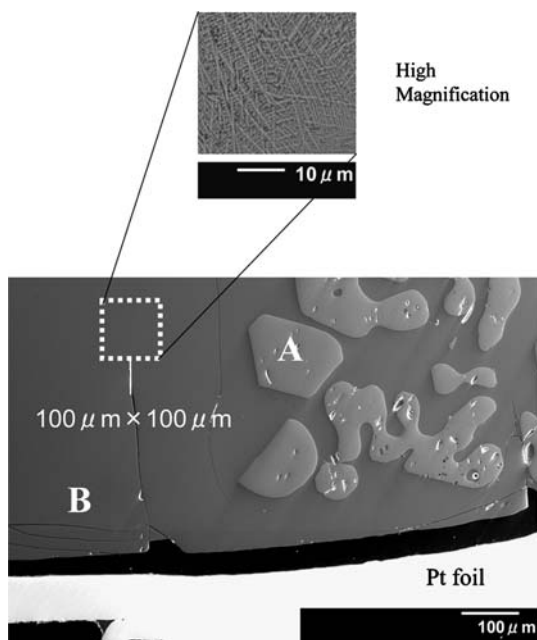 High
Magnification
10 μm
A
100 μm × 100 μm
B
Pt foil
100 μm